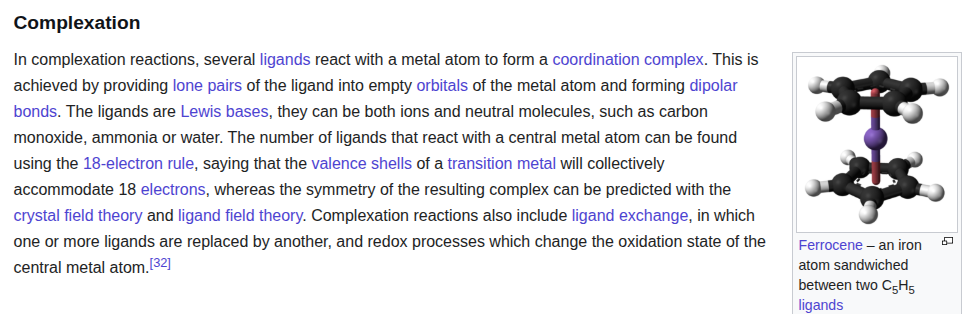 Complexation
In complexation reactions, several ligands react with a metal atom to form a coordination complex. This is
achieved by providing lone pairs of the ligand into empty orbitals of the metal atom and forming dipolar
bonds. The ligands are Lewis bases, they can be both ions and neutral molecules, such as carbon
monoxide, ammonia or water. The number of ligands that react with a central metal atom can be found
using the 18-electron rule, saying that the valence shells of a transition metal will collectively
accommodate 18 electrons, whereas the symmetry of the resulting complex can be predicted with the
crystal field theory and ligand field theory. Complexation reactions also include ligand exchange, in which
one or more ligands are replaced by another, and redox processes which change the oxidation state of the
central metal atom.[32]
Ferrocene – an iron
atom sandwiched
between two C5H5
ligands